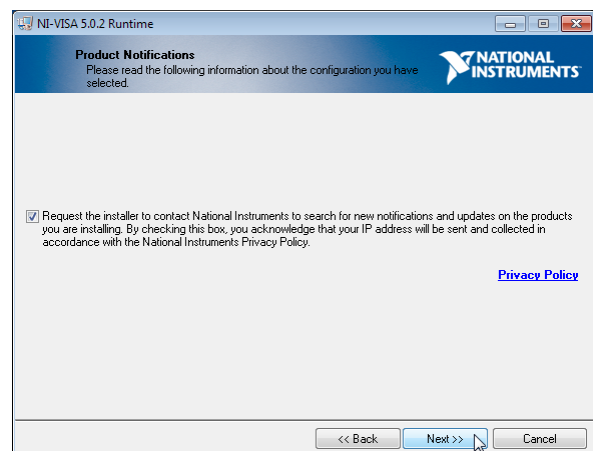 NI-VISA 5.0.2 Runtime
Product Notifications
Please read the following information about the configuration you have
selected.
NATIONAL
INSTRUMENTS
Request the installer to contact National Instruments to search for new notifications and updates on the products
you are installing. By checking this box, you acknowledge that your IP address will be sent and collected in
accordance with the National Instruments Privacy Policy.
Privacy Policy
<< Back
Next >>
Cancel